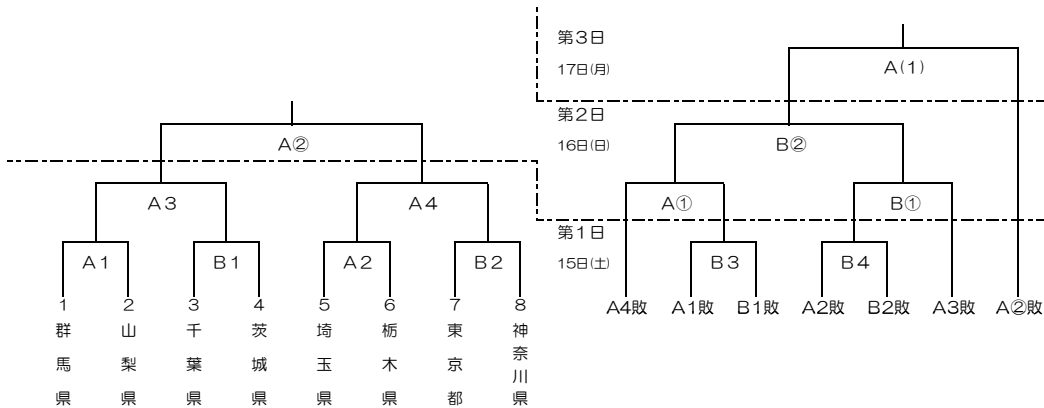 第3日
17日(月)
A(1)
第2日
16日(日)
A②
B②
A3
A4
A①
B①
第1日
15日(土)
A1
B1
A2
B2
B3
B4
1
2
3
4
5
6
7
8
A4敗
A1敗
B1敗
A2敗
B2敗
A3敗
A②敗
群馬県
山梨県
千葉県
茨城県
埼玉県
栃木県
東京都
神奈川県